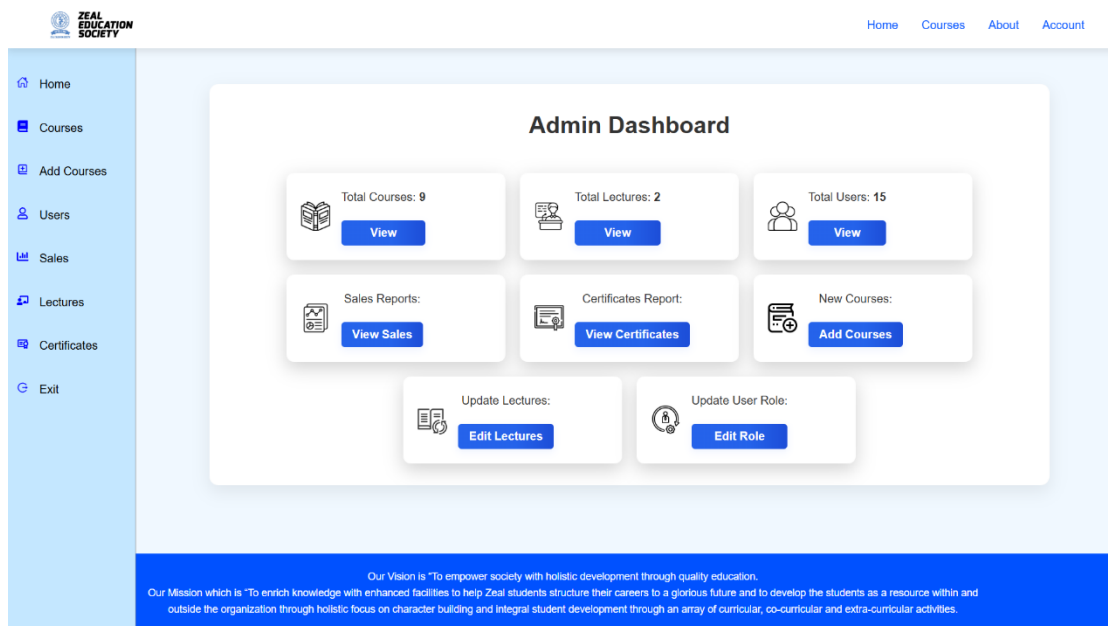 ZEAL
EDUCATION
SOCIETY
Home Courses About Account
Home
Courses
Add Courses
Users
Sales
Lectures
Certificates
Exit
Admin Dashboard
Total Courses: 9
View
Total Lectures: 2
View
Total Users: 15
View
Sales Reports:
View Sales
Certificates Report:
View Certificates
New Courses:
Add Courses
Update Lectures:
Edit Lectures
Update User Role:
Edit Role
Our Vision is "To empower society with holistic development through quality education.
Our Mission which is "To enrich knowledge with enhanced facilities to help Zeal students structure their careers to a glorious future and to develop the students as a resource within and
outside the organization through holistic focus on character building and integral student development through an array of curricular, co-curricular and extra-curricular activities.